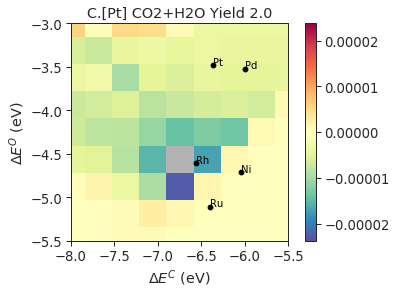 C.[Pt] CO2+H2O Yield 2.0
−3.0
−3.5
−4.0
−4.5
−5.0
−5.5
ΔE^O (eV)
Pt
Pd
Rh
Ni
Ru
−8.0 −7.5 −7.0 −6.5 −6.0 −5.5
ΔE^C (eV)
0.00002
0.00001
0.00000
−0.00001
−0.00002